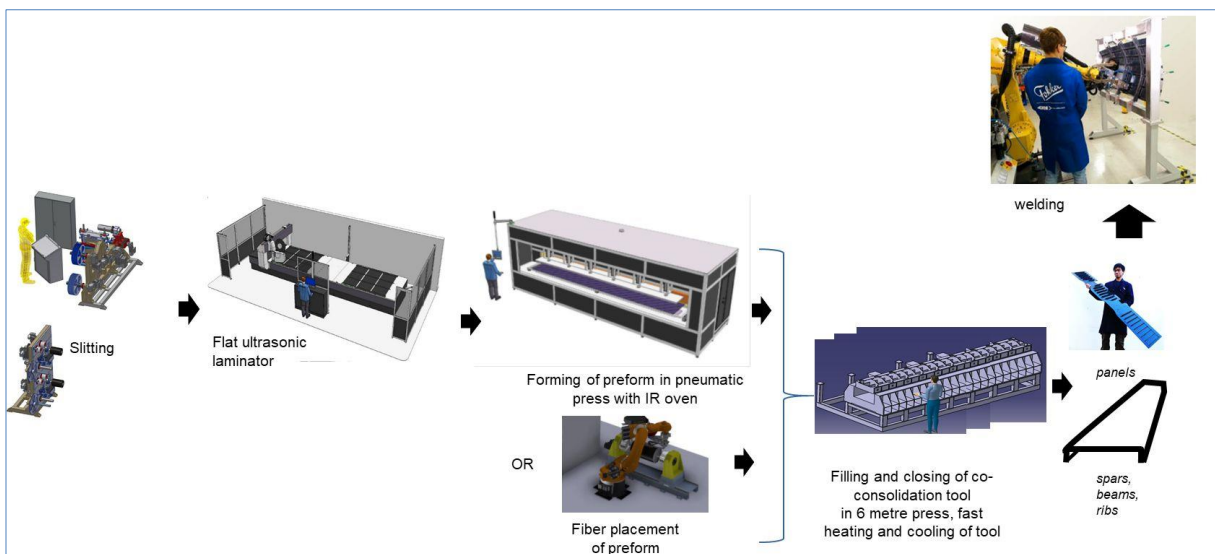 Fokker
welding
Slitting
Flat ultrasonic
laminator
Forming of preform in pneumatic
press with IR oven
OR
Fiber placement
of preform
Filling and closing of co-
consolidation tool
in 6 metre press, fast
heating and cooling of tool
panels
spars,
beams,
ribs